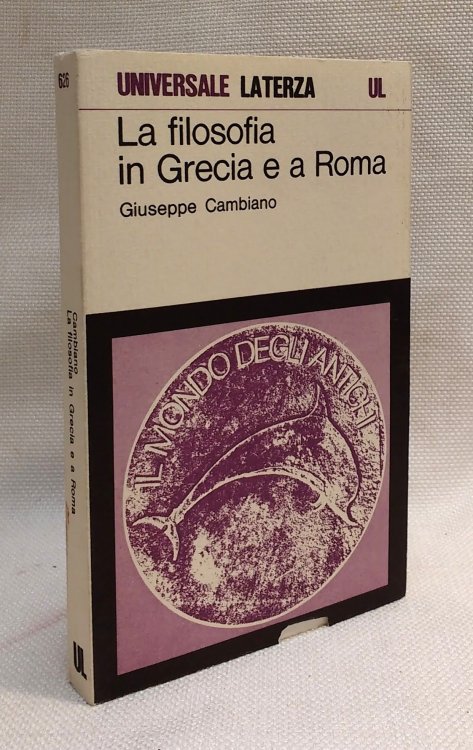 626
UNIVERSALE LATERZA
UL
La filosofia
in Grecia e a Roma
Giuseppe Cambiano
IL MONDO DEGLI ANTICHI
Cambiano
La filosofia in Grecia e a Roma
UL